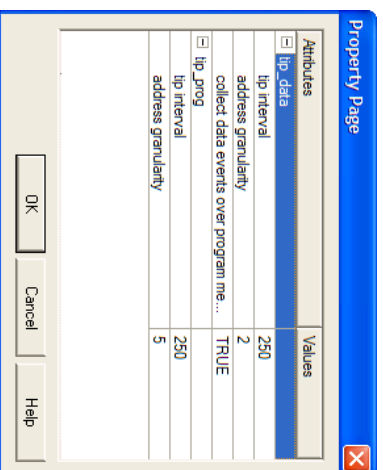 Property Page
Attributes Values
tip_data
tip interval 250
address granularity 2
collect data events over program me... TRUE
tip_prog
tip interval 250
address granularity 5
OK Cancel Help